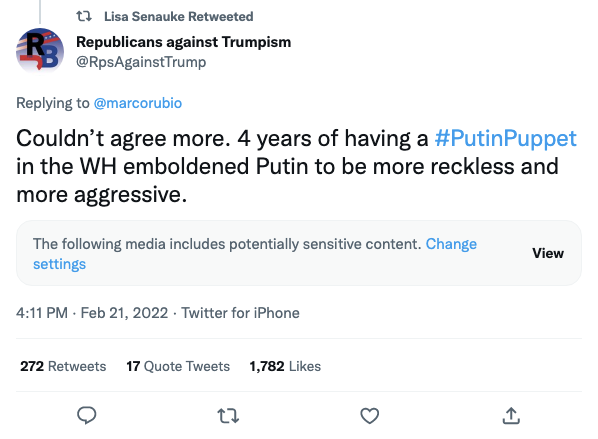 Lisa Senauke Retweeted
RB
Republicans against Trumpism
@RpsAgainstTrump
Replying to @marcorubio
Couldn’t agree more. 4 years of having a #PutinPuppet
in the WH emboldened Putin to be more reckless and
more aggressive.
The following media includes potentially sensitive content. Change
settings
View
4:11 PM · Feb 21, 2022 · Twitter for iPhone
272 Retweets 17 Quote Tweets 1,782 Likes